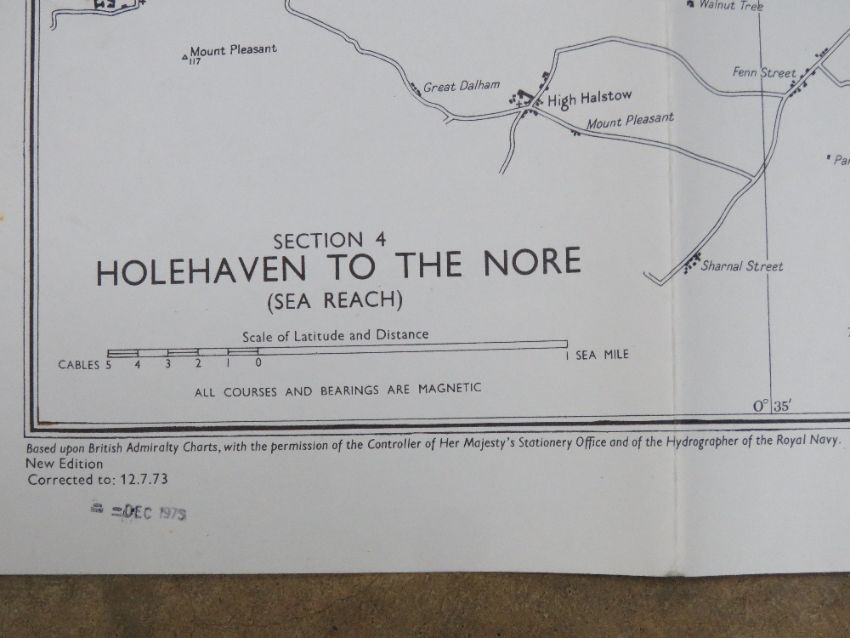 Walnut Tree
Mount Pleasant
117
Fenn Street
Great Dalham
High Halstow
Mount Pleasant
SECTION 4
HOLEHAVEN TO THE NORE
(SEA REACH)
Sharnal Street
Scale of Latitude and Distance
CABLES 5 4 3 2 1 0 1 SEA MILE
ALL COURSES AND BEARINGS ARE MAGNETIC
0° 35'
Based upon British Admiralty Charts, with the permission of the Controller of Her Majesty's Stationery Office and of the Hydrographer of the Royal Navy.
New Edition
Corrected to: 12.7.73
DEC 1975